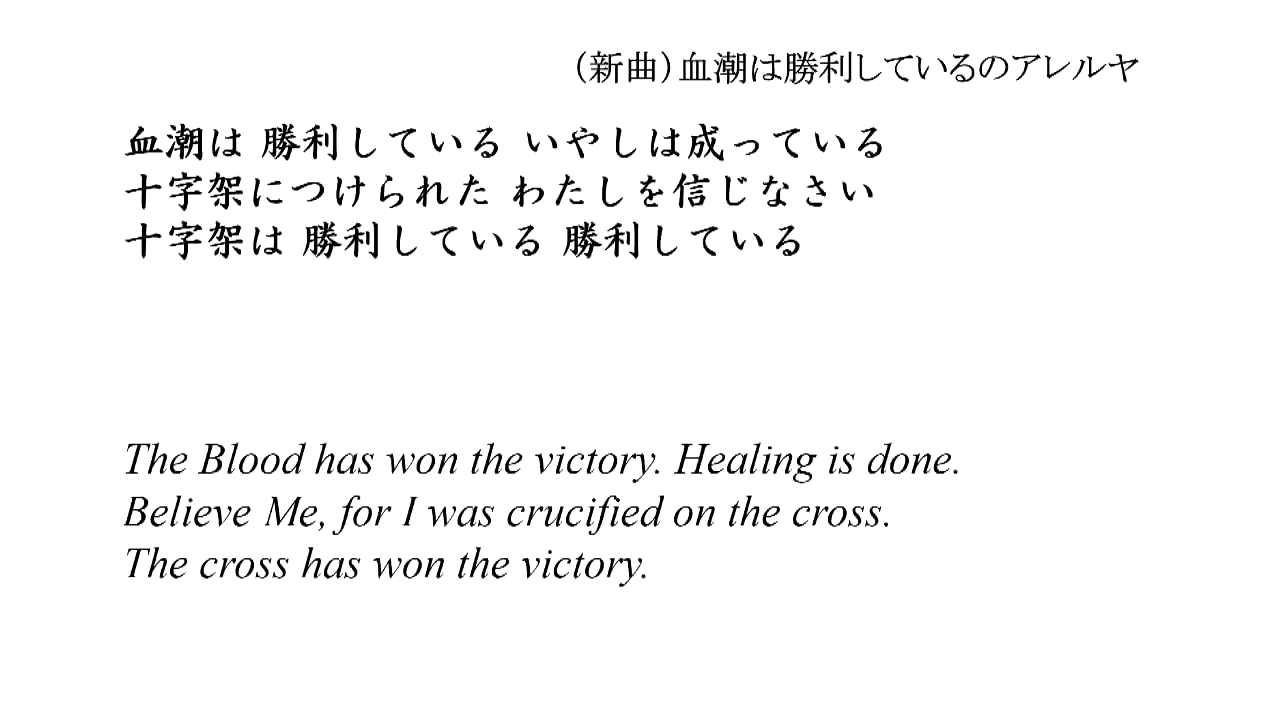 （新曲）血潮は勝利しているのアレルヤ
血潮は 勝利している いやしは成っている
十字架につけられた わたしを信じなさい
十字架は 勝利している 勝利している
The Blood has won the victory. Healing is done.
Believe Me, for I was crucified on the cross.
The cross has won the victory.